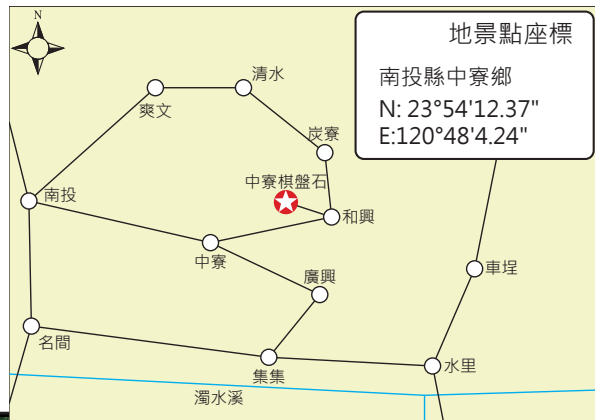 N
地景點座標
南投縣中寮鄉
N: 23°54'12.37"
E:120°48'4.24"
清水
爽文
炭寮
中寮棋盤石
南投
和興
中寮
車埕
廣興
名間
集集
水里
濁水溪